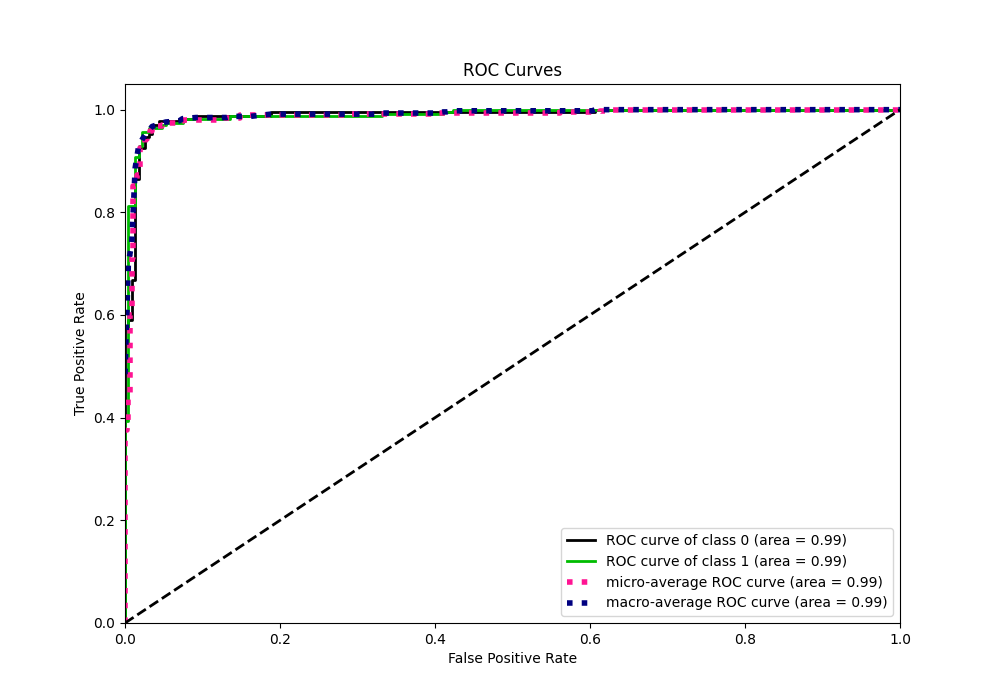 ROC Curves
True Positive Rate
1.0
0.8
0.6
0.4
0.2
0.0
ROC curve of class 0 (area = 0.99)
ROC curve of class 1 (area = 0.99)
micro-average ROC curve (area = 0.99)
macro-average ROC curve (area = 0.99)
0.0 0.2 0.4 0.6 0.8 1.0
False Positive Rate